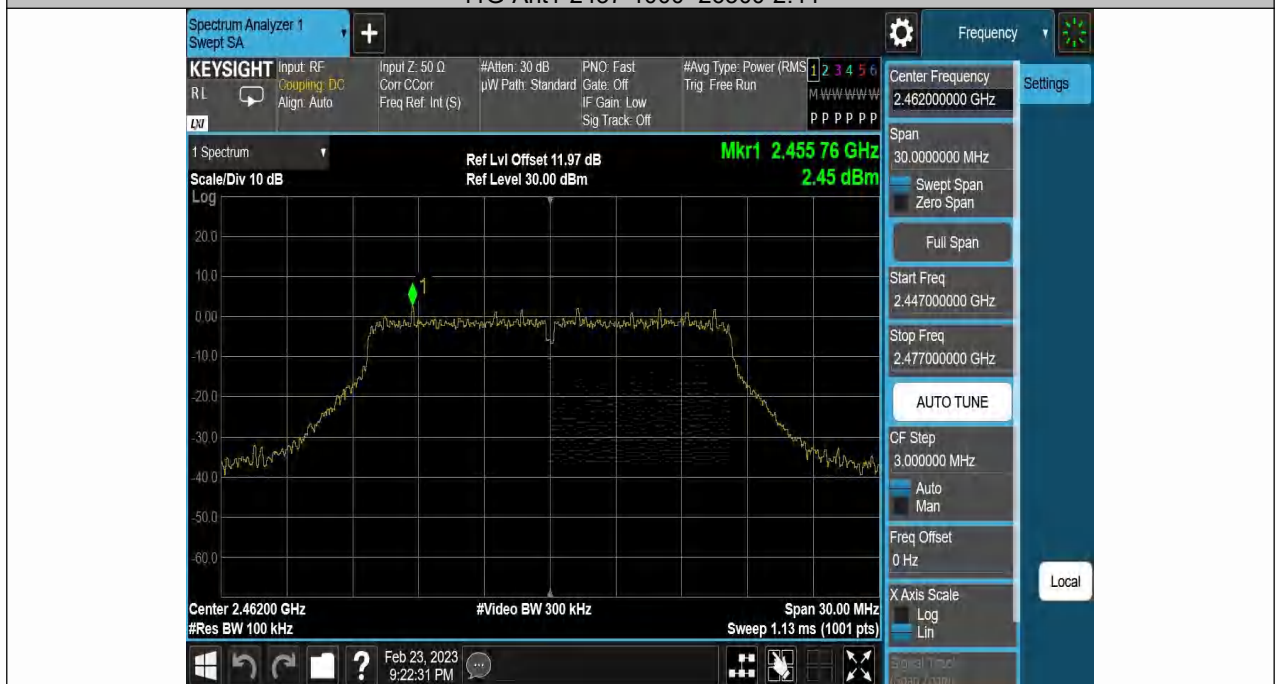 Spectrum Analyzer 1
Swept SA
+
Frequency
KEYSIGHT
RL
LXI
Input: RF
Coupling: DC
Align: Auto
Input Z: 50 Ω
Corr CCorr
Freq Ref: Int (S)
#Atten: 30 dB
µW Path: Standard
PNO: Fast
Gate: Off
IF Gain: Low
Sig Track: Off
#Avg Type: Power (RMS
Trig: Free Run
1 2 3 4 5 6
M W W W W W
P P P P P P
Center Frequency
2.462000000 GHz
Settings
1 Spectrum
Scale/Div 10 dB
Ref Lvl Offset 11.97 dB
Ref Level 30.00 dBm
Mkr1 2.455 76 GHz
2.45 dBm
Span
30.0000000 MHz
Swept Span
Zero Span
Full Span
Start Freq
2.447000000 GHz
Stop Freq
2.477000000 GHz
AUTO TUNE
CF Step
3.000000 MHz
Auto
Man
Freq Offset
0 Hz
X Axis Scale
Log
Lin
Local
Log
20.0
10.0
1
0.00
-10.0
-20.0
-30.0
-40.0
-50.0
-60.0
Center 2.46200 GHz
#Res BW 100 kHz
#Video BW 300 kHz
Span 30.00 MHz
Sweep 1.13 ms (1001 pts)
?
Feb 23, 2023
9:22:31 PM